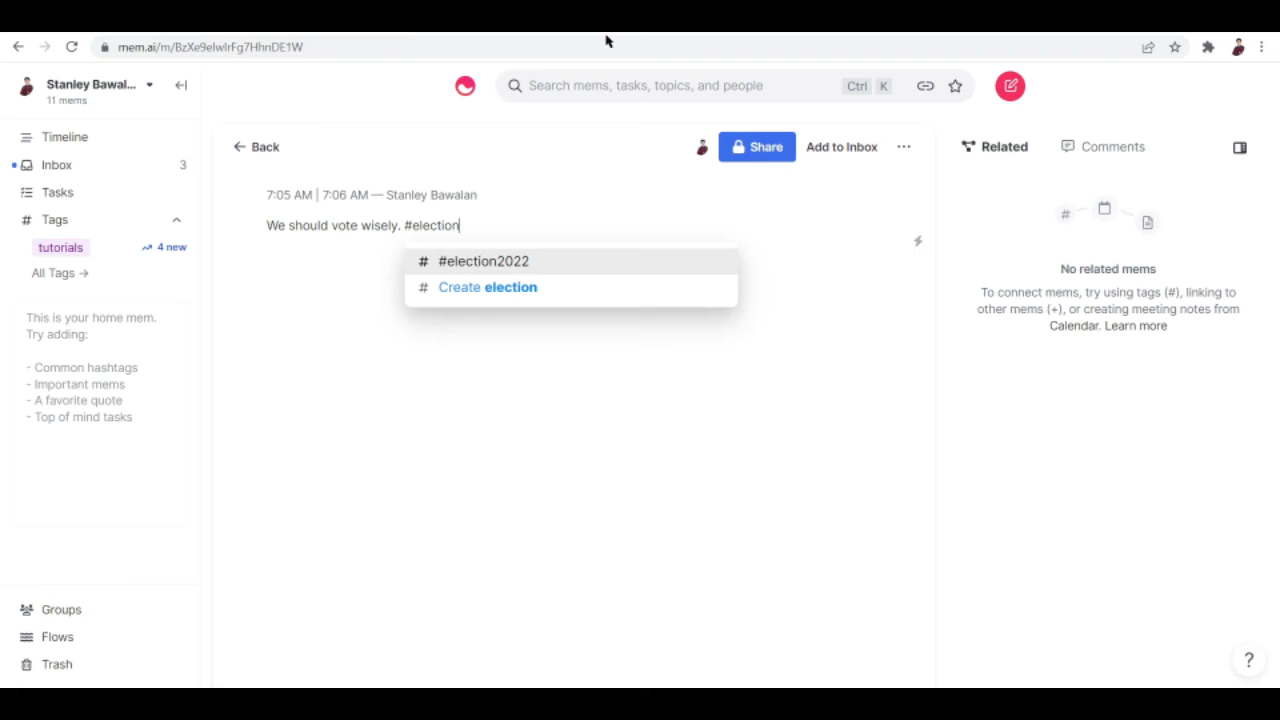 mem.ai/m/BzXe9eIwIrFg7HhnDE1W
Stanley Bawal...
11 mems
Search mems, tasks, topics, and people
Ctrl K
Timeline
Inbox 3
Tasks
# Tags
tutorials 4 new
All Tags →
This is your home mem.
Try adding:
- Common hashtags
- Important mems
- A favorite quote
- Top of mind tasks
Groups
Flows
Trash
← Back
Share
Add to Inbox
...
7:05 AM | 7:06 AM — Stanley Bawalan
We should vote wisely. #election
# #election2022
# Create election
Related
Comments
#
No related mems
To connect mems, try using tags (#), linking to
other mems (+), or creating meeting notes from
Calendar. Learn more
?